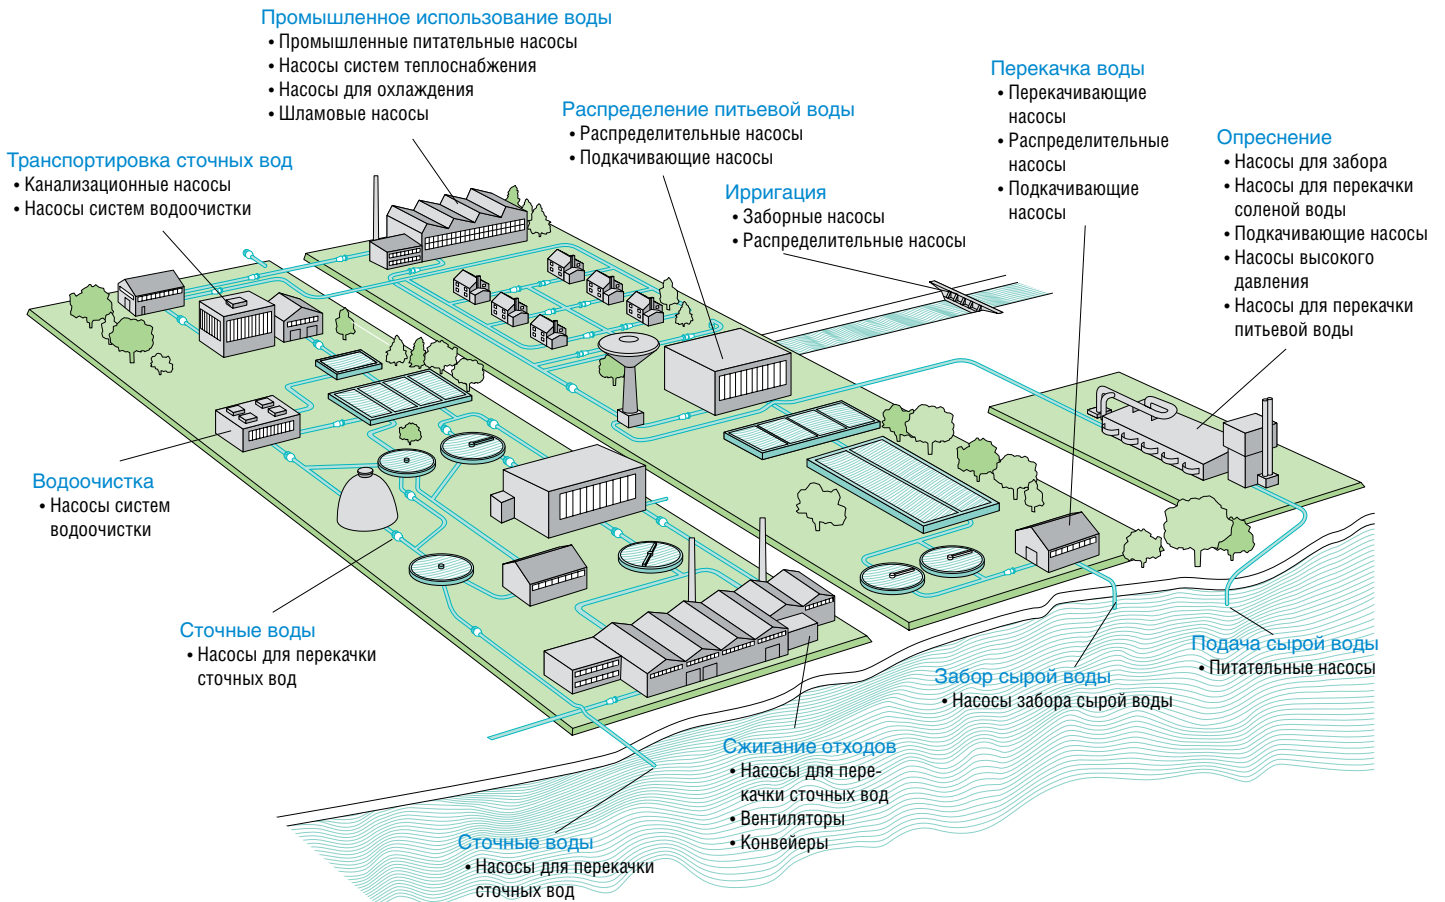 Промышленное использование воды
• Промышленные питательные насосы
• Насосы систем теплоснабжения
• Насосы для охлаждения
• Шламовые насосы
Распределение питьевой воды
• Распределительные насосы
• Подкачивающие насосы
Перекачка воды
• Перекачивающие
насосы
• Распределительные
насосы
• Подкачивающие
насосы
Опреснение
• Насосы для забора
• Насосы для перекачки
соленой воды
• Подкачивающие насосы
• Насосы высокого
давления
• Насосы для перекачки
питьевой воды
Транспортировка сточных вод
• Канализационные насосы
• Насосы систем водоочистки
Ирригация
• Заборные насосы
• Распределительные насосы
Водоочистка
• Насосы систем
водоочистки
Сточные воды
• Насосы для перекачки
сточных вод
Подача сырой воды
• Питательные насосы
Забор сырой воды
• Насосы забора сырой воды
Сжигание отходов
• Насосы для пере-
качки сточных вод
• Вентиляторы
• Конвейеры
Сточные воды
• Насосы для перекачки
сточных вод